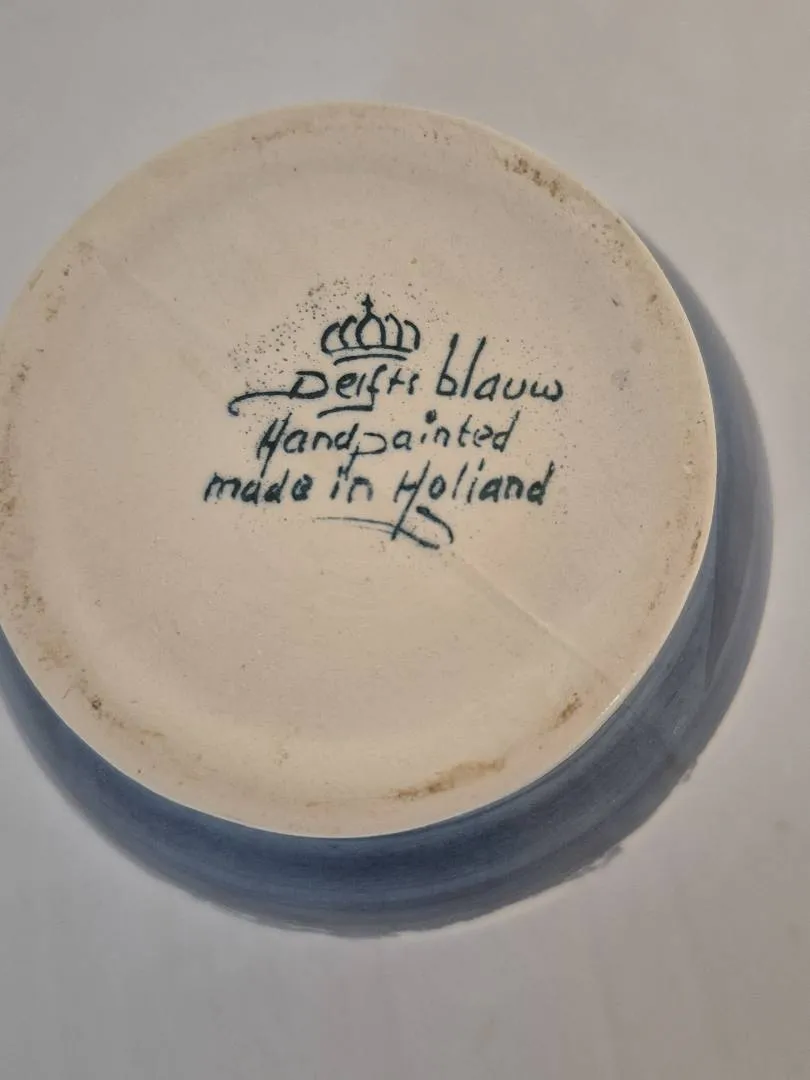 Delfts blauw
Handpainted
made in Holland